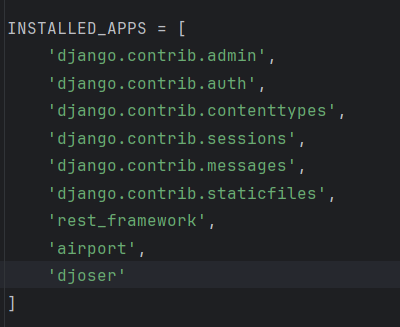 INSTALLED_APPS = [
    'django.contrib.admin',
    'django.contrib.auth',
    'django.contrib.contenttypes',
    'django.contrib.sessions',
    'django.contrib.messages',
    'django.contrib.staticfiles',
    'rest_framework',
    'airport',
    'djoser'
]